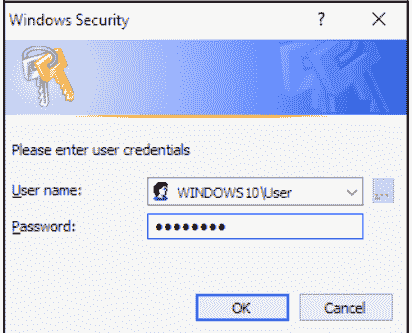 Windows Security
Please enter user credentials
User name:
WINDOWS10\User
Password:
OK
Cancel